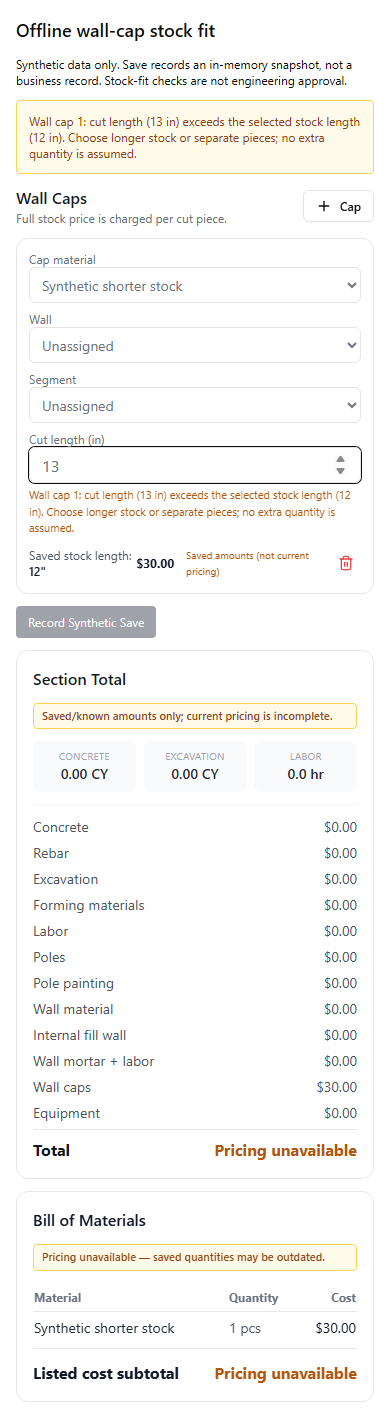 Offline wall-cap stock fit
Synthetic data only. Save records an in-memory snapshot, not a
business record. Stock-fit checks are not engineering approval.
Wall cap 1: cut length (13 in) exceeds the selected stock length
(12 in). Choose longer stock or separate pieces; no extra
quantity is assumed.
Wall Caps
Full stock price is charged per cut piece.
+ Cap
Cap material
Synthetic shorter stock
Wall
Unassigned
Segment
Unassigned
Cut length (in)
13
Wall cap 1: cut length (13 in) exceeds the selected stock length (12
in). Choose longer stock or separate pieces; no extra quantity is
assumed.
Saved stock length:
12"
$30.00
Saved amounts (not current
pricing)
Record Synthetic Save
Section Total
Saved/known amounts only; current pricing is incomplete.
CONCRETE
0.00 CY
EXCAVATION
0.00 CY
LABOR
0.0 hr
Concrete $0.00
Rebar $0.00
Excavation $0.00
Forming materials $0.00
Labor $0.00
Poles $0.00
Pole painting $0.00
Wall material $0.00
Internal fill wall $0.00
Wall mortar + labor $0.00
Wall caps $30.00
Equipment $0.00
Total Pricing unavailable
Bill of Materials
Pricing unavailable — saved quantities may be outdated.
Material Quantity Cost
Synthetic shorter stock 1 pcs $30.00
Listed cost subtotal Pricing unavailable